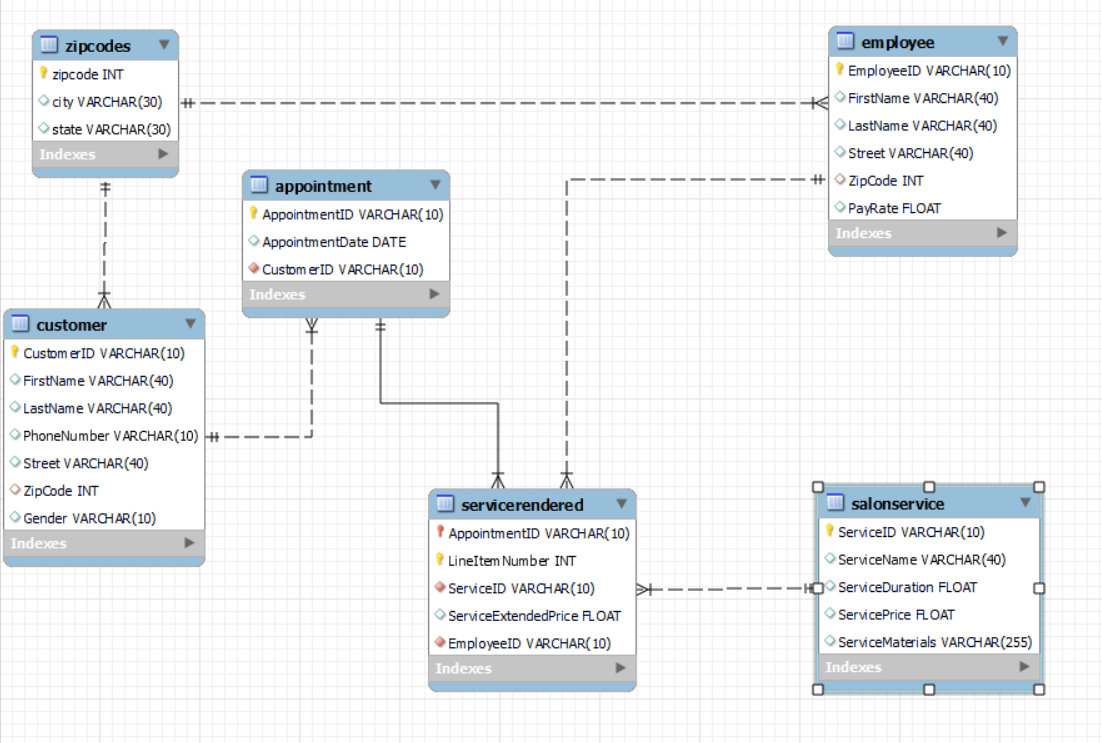 zipcodes
zipcode INT
city VARCHAR(30)
state VARCHAR(30)
Indexes
employee
EmployeeID VARCHAR(10)
FirstName VARCHAR(40)
LastName VARCHAR(40)
Street VARCHAR(40)
ZipCode INT
PayRate FLOAT
Indexes
appointment
AppointmentID VARCHAR(10)
AppointmentDate DATE
CustomerID VARCHAR(10)
Indexes
customer
CustomerID VARCHAR(10)
FirstName VARCHAR(40)
LastName VARCHAR(40)
PhoneNumber VARCHAR(10)
Street VARCHAR(40)
ZipCode INT
Gender VARCHAR(10)
Indexes
servicerendered
AppointmentID VARCHAR(10)
LineItemNumber INT
ServiceID VARCHAR(10)
ServiceExtendedPrice FLOAT
EmployeeID VARCHAR(10)
Indexes
salonservice
ServiceID VARCHAR(10)
ServiceName VARCHAR(40)
ServiceDuration FLOAT
ServicePrice FLOAT
ServiceMaterials VARCHAR(255)
Indexes